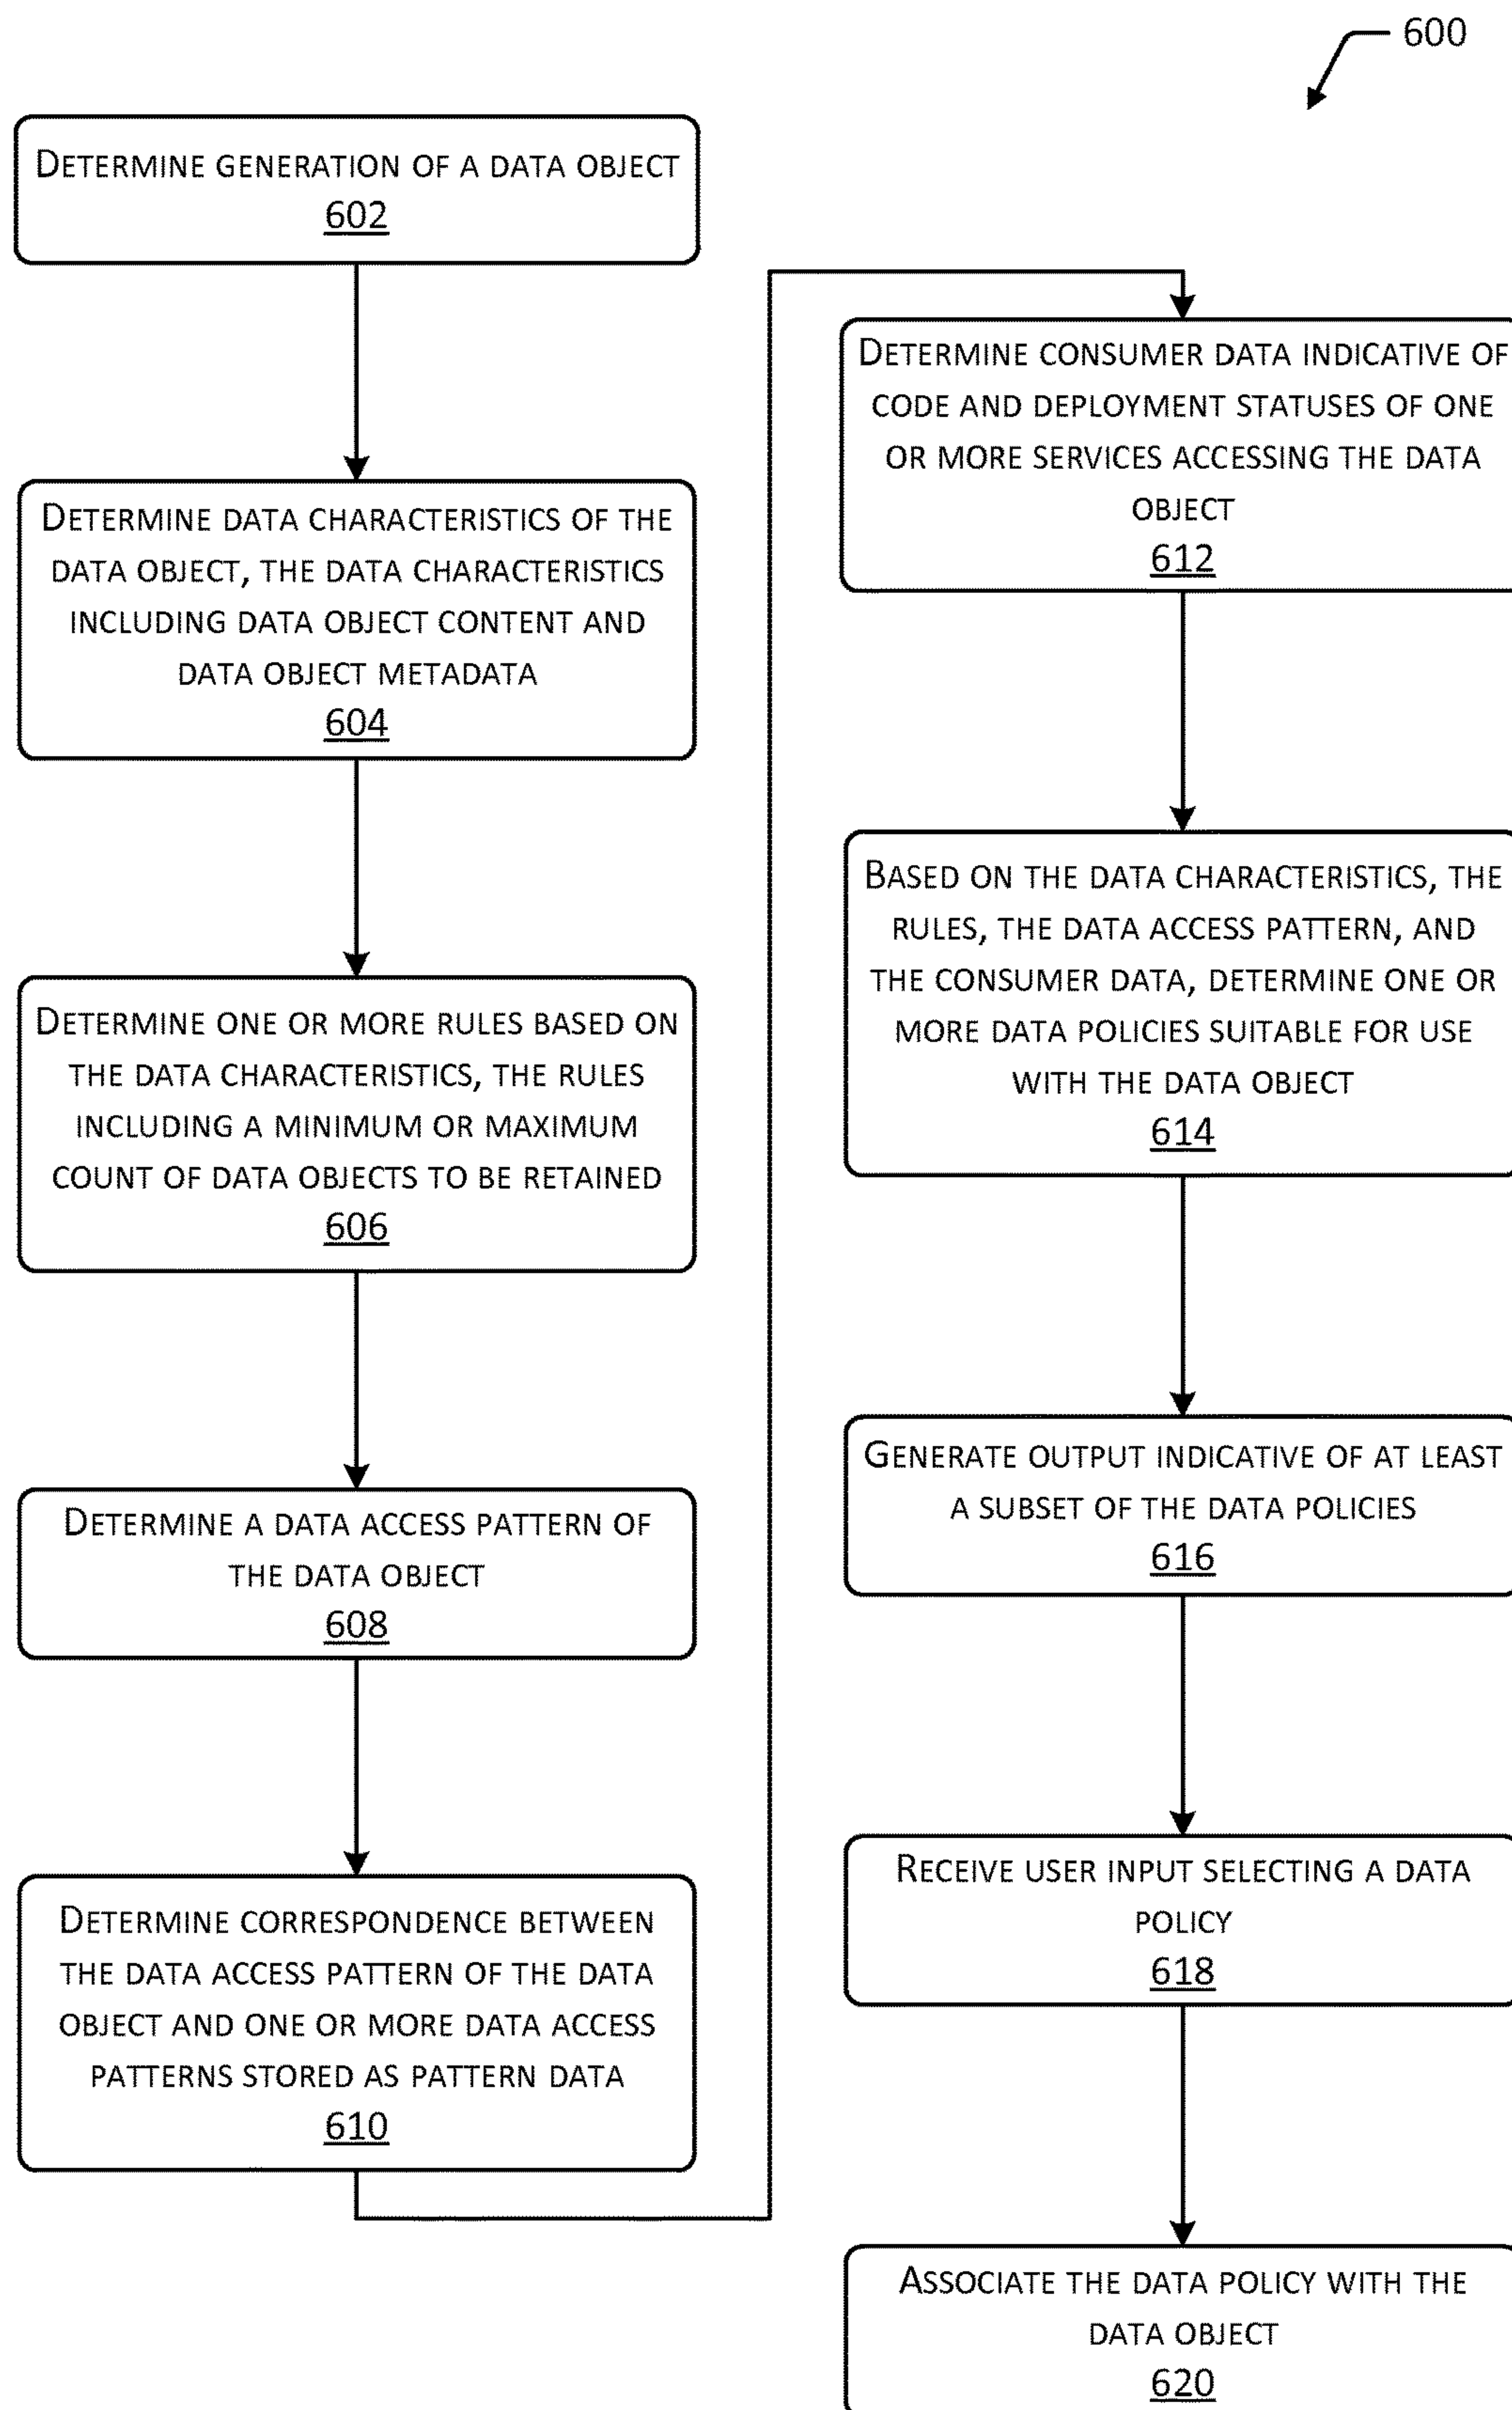 600
DETERMINE GENERATION OF A DATA OBJECT
602
DETERMINE DATA CHARACTERISTICS OF THE
DATA OBJECT, THE DATA CHARACTERISTICS
INCLUDING DATA OBJECT CONTENT AND
DATA OBJECT METADATA
604
DETERMINE ONE OR MORE RULES BASED ON
THE DATA CHARACTERISTICS, THE RULES
INCLUDING A MINIMUM OR MAXIMUM
COUNT OF DATA OBJECTS TO BE RETAINED
606
DETERMINE A DATA ACCESS PATTERN OF
THE DATA OBJECT
608
DETERMINE CORRESPONDENCE BETWEEN
THE DATA ACCESS PATTERN OF THE DATA
OBJECT AND ONE OR MORE DATA ACCESS
PATTERNS STORED AS PATTERN DATA
610
DETERMINE CONSUMER DATA INDICATIVE OF
CODE AND DEPLOYMENT STATUSES OF ONE
OR MORE SERVICES ACCESSING THE DATA
OBJECT
612
BASED ON THE DATA CHARACTERISTICS, THE
RULES, THE DATA ACCESS PATTERN, AND
THE CONSUMER DATA, DETERMINE ONE OR
MORE DATA POLICIES SUITABLE FOR USE
WITH THE DATA OBJECT
614
GENERATE OUTPUT INDICATIVE OF AT LEAST
A SUBSET OF THE DATA POLICIES
616
RECEIVE USER INPUT SELECTING A DATA
POLICY
618
ASSOCIATE THE DATA POLICY WITH THE
DATA OBJECT
620